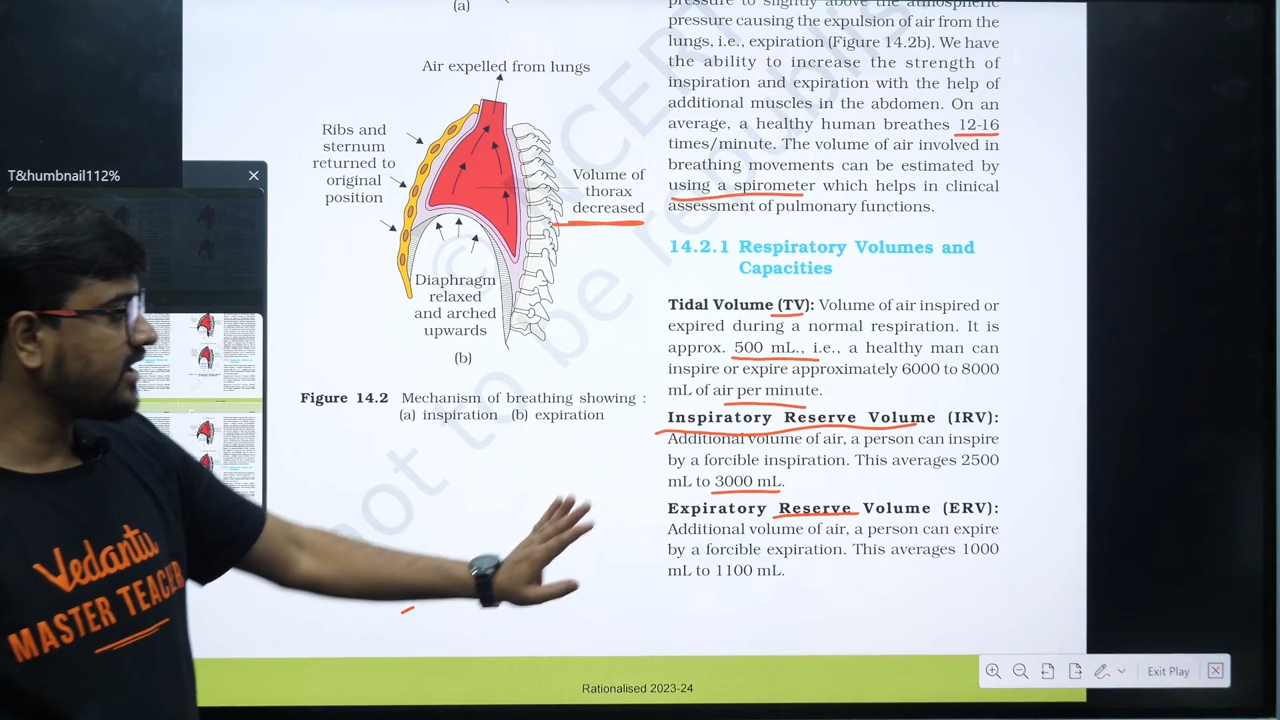 (a)
Air expelled from lungs
Ribs and
sternum
returned to
original
position
Volume of
thorax
decreased
Diaphragm
relaxed
and arched
upwards
(b)
Figure 14.2 Mechanism of breathing showing :
(a) inspiration (b) expiration
pressure to slightly above the atmospheric
pressure causing the expulsion of air from the
lungs, i.e., expiration (Figure 14.2b). We have
the ability to increase the strength of
inspiration and expiration with the help of
additional muscles in the abdomen. On an
average, a healthy human breathes 12-16
times/minute. The volume of air involved in
breathing movements can be estimated by
using a spirometer which helps in clinical
assessment of pulmonary functions.
14.2.1 Respiratory Volumes and
Capacities
Tidal Volume (TV): Volume of air inspired or
expired during a normal respiration. It is
approx. 500 mL., i.e., a healthy man can
inspire or expire approximately 6000 to 8000
mL of air per minute.
Inspiratory Reserve Volume (IRV):
Additional volume of air, a person can inspire
a forcible inspiration. This averages 2500
mL to 3000 mL.
Expiratory Reserve Volume (ERV):
Additional volume of air, a person can expire
by a forcible expiration. This averages 1000
mL to 1100 mL.
T&humbnail112%
Vedantu
MASTER TEACHER
Rationalised 2023-24
Exit Play
not to be republis
© NCER